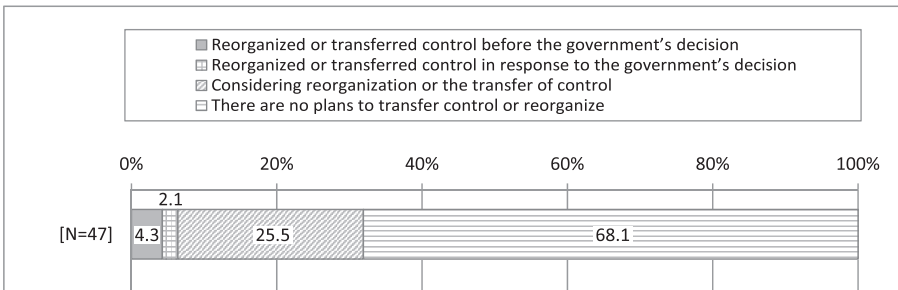 Reorganized or transferred control before the government's decision
Reorganized or transferred control in response to the government's decision
Considering reorganization or the transfer of control
There are no plans to transfer control or reorganize
0% 20% 40% 60% 80% 100%
2.1
[N=47] 4.3 25.5 68.1